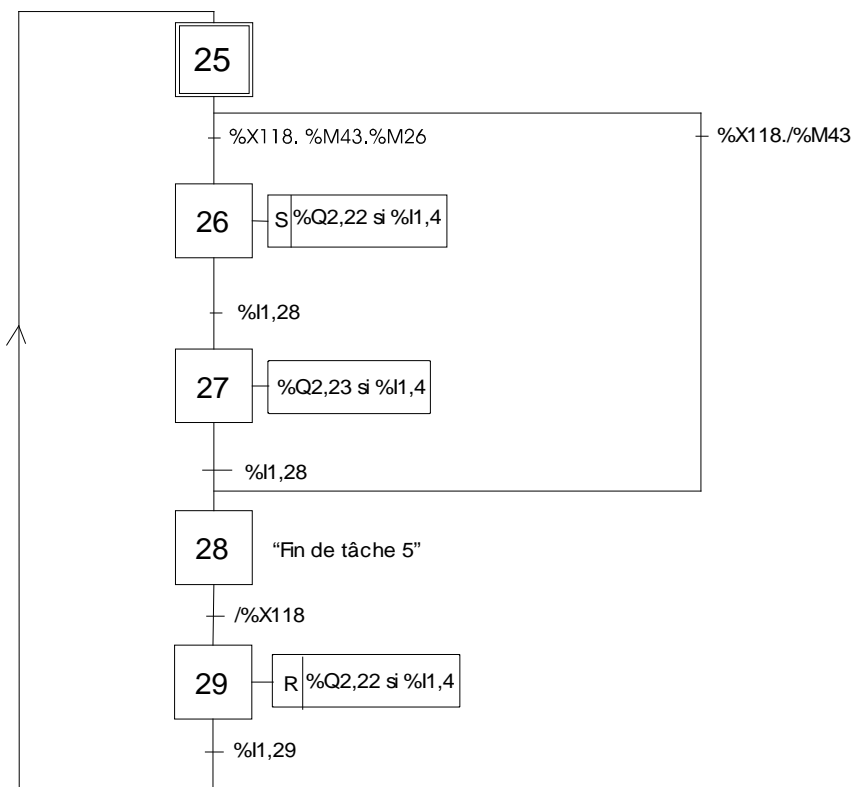 25
%X118. %M43.%M26
%X118./%M43
26
S %Q2,22 si %I1,4
%I1,28
27
%Q2,23 si %I1,4
%I1,28
28
“Fin de tâche 5”
/%X118
29
R %Q2,22 si %I1,4
%I1,29